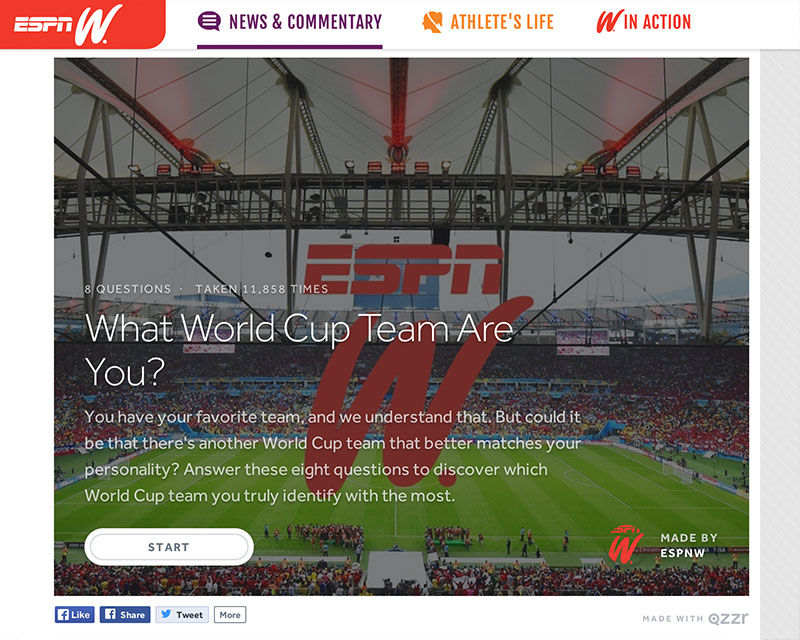 ESPN W. NEWS & COMMENTARY ATHLETE'S LIFE W. IN ACTION
ESPN
W.
8 QUESTIONS · TAKEN 11,858 TIMES
What World Cup Team Are
You?
You have your favorite team, and we understand that. But could it
be that there's another World Cup team that better matches your
personality? Answer these eight questions to discover which
World Cup team you truly identify with the most.
START
MADE BY
ESPNW
Like Share Tweet More
MADE WITH qzzr